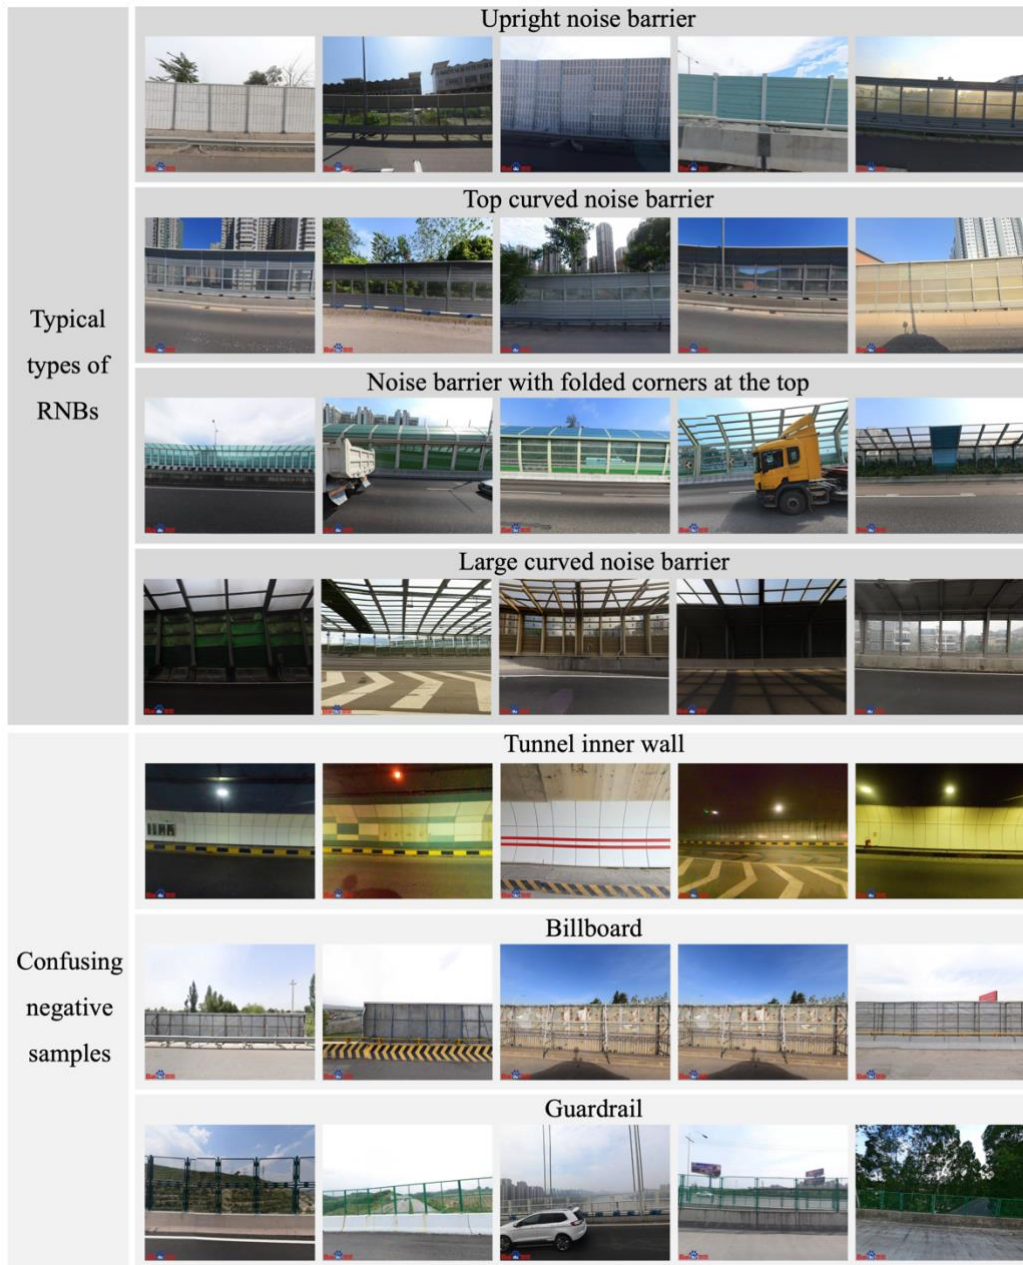 Upright noise barrier
Top curved noise barrier
Typical
types of
RNBs
Noise barrier with folded corners at the top
Large curved noise barrier
Tunnel inner wall
Billboard
Confusing
negative
samples
Guardrail